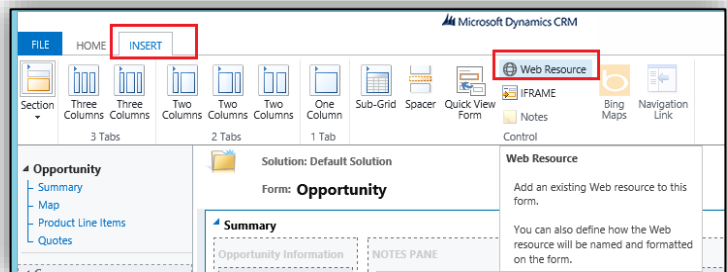 Microsoft Dynamics CRM
FILE HOME INSERT
Web Resource
IFRAME
Notes
Section
Three Columns
Three Columns
Two Columns
Two Columns
Two Columns
One Column
Sub-Grid
Spacer
Quick View Form
Bing Maps
Navigation Link
3 Tabs
2 Tabs
1 Tab
Control
Opportunity
Summary
Map
Product Line Items
Quotes
Solution: Default Solution
Form: Opportunity
Summary
Opportunity Information
NOTES PANE
Web Resource
Add an existing Web resource to this
form.
You can also define how the Web
resource will be named and formatted
on the form.